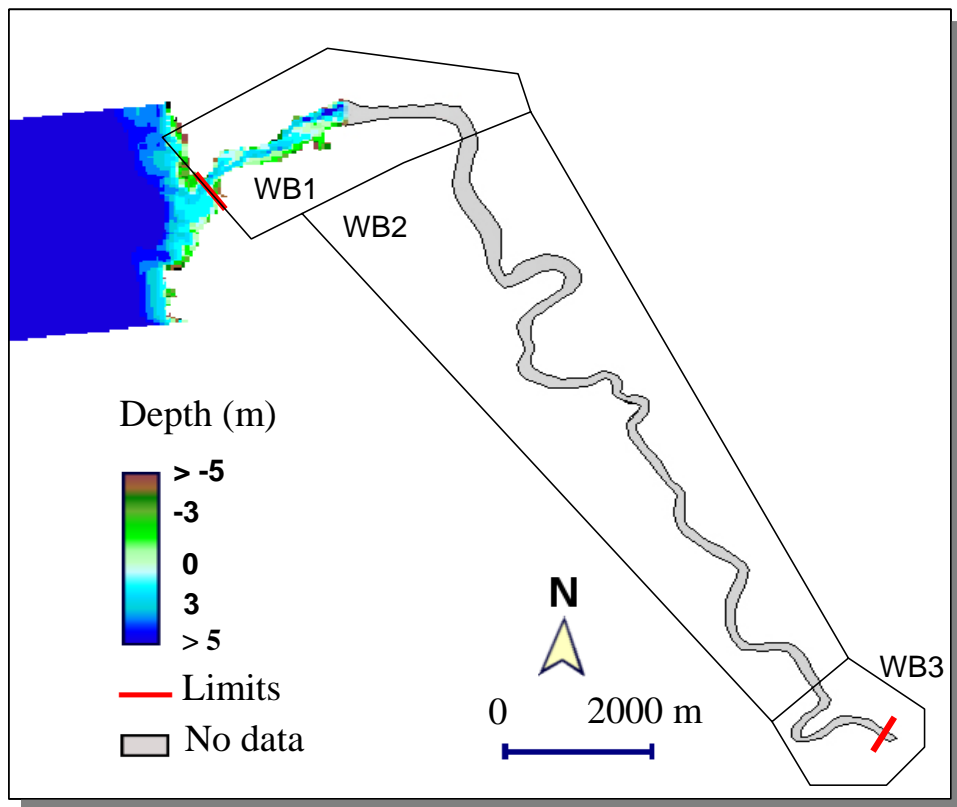 WB1
WB2
Depth (m)
> -5
-3
0
3
> 5
Limits
No data
N
0 2000 m
WB3